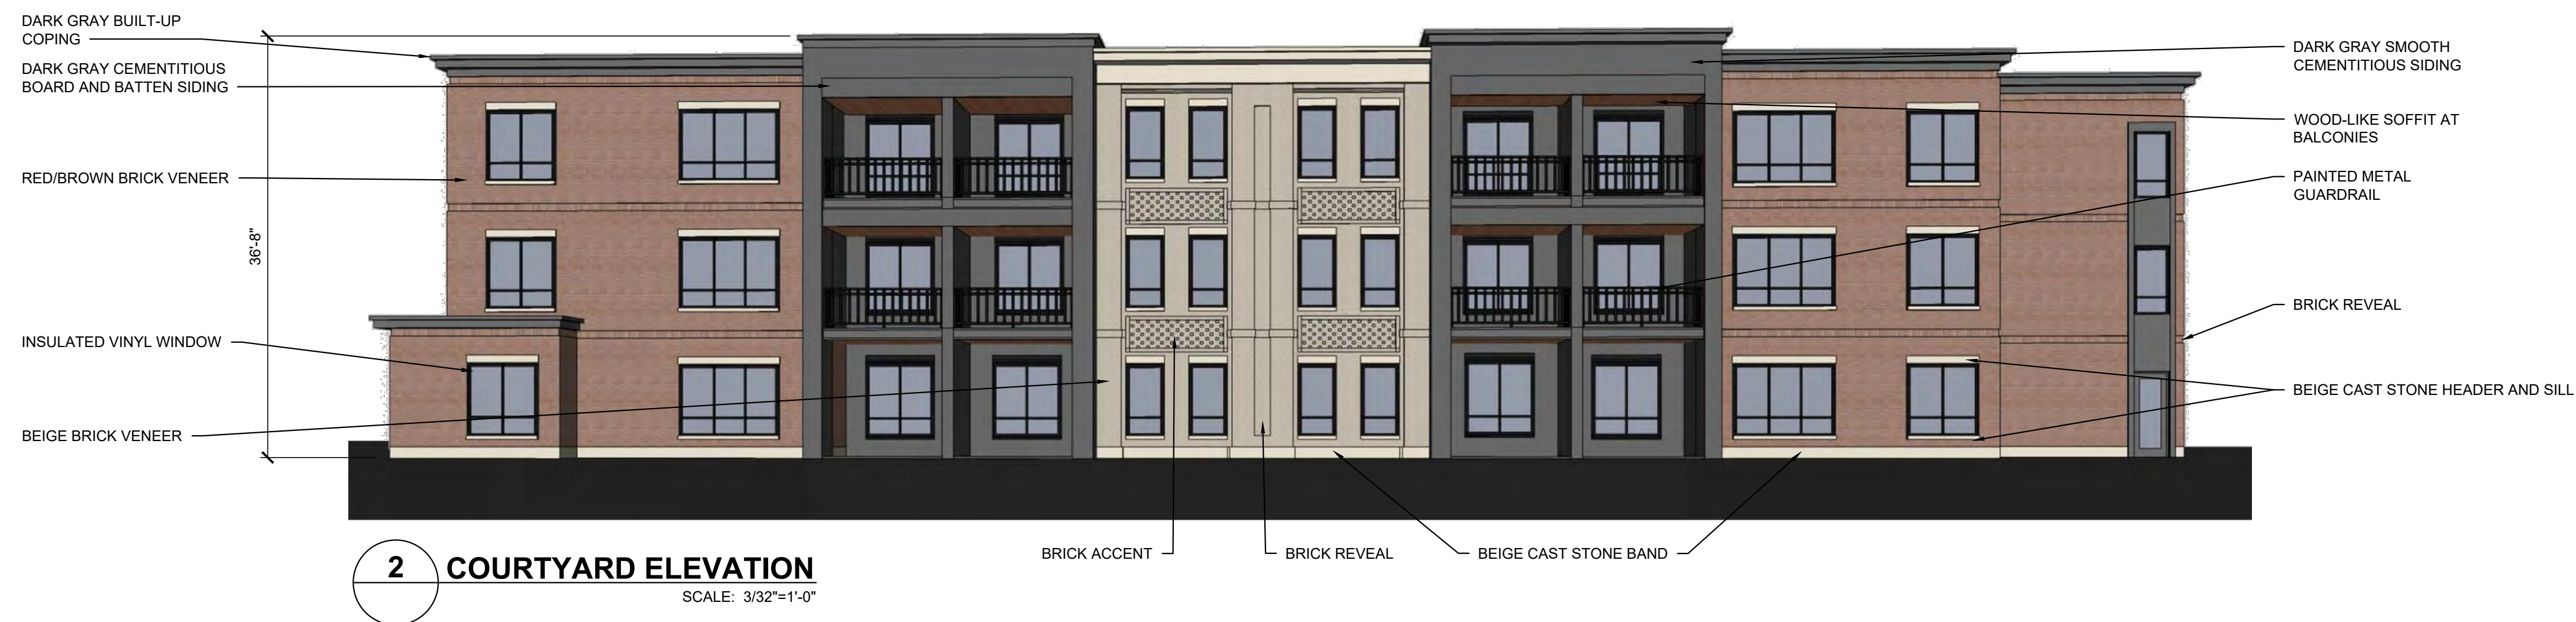 DARK GRAY BUILT-UP
COPING
DARK GRAY CEMENTITIOUS
BOARD AND BATTEN SIDING
RED/BROWN BRICK VENEER
36'-8"
INSULATED VINYL WINDOW
BEIGE BRICK VENEER
DARK GRAY SMOOTH
CEMENTITIOUS SIDING
WOOD-LIKE SOFFIT AT
BALCONIES
PAINTED METAL
GUARDRAIL
BRICK REVEAL
BEIGE CAST STONE HEADER AND SILL
BRICK ACCENT
BRICK REVEAL
BEIGE CAST STONE BAND
2
COURTYARD ELEVATION
SCALE: 3/32"=1'-0"